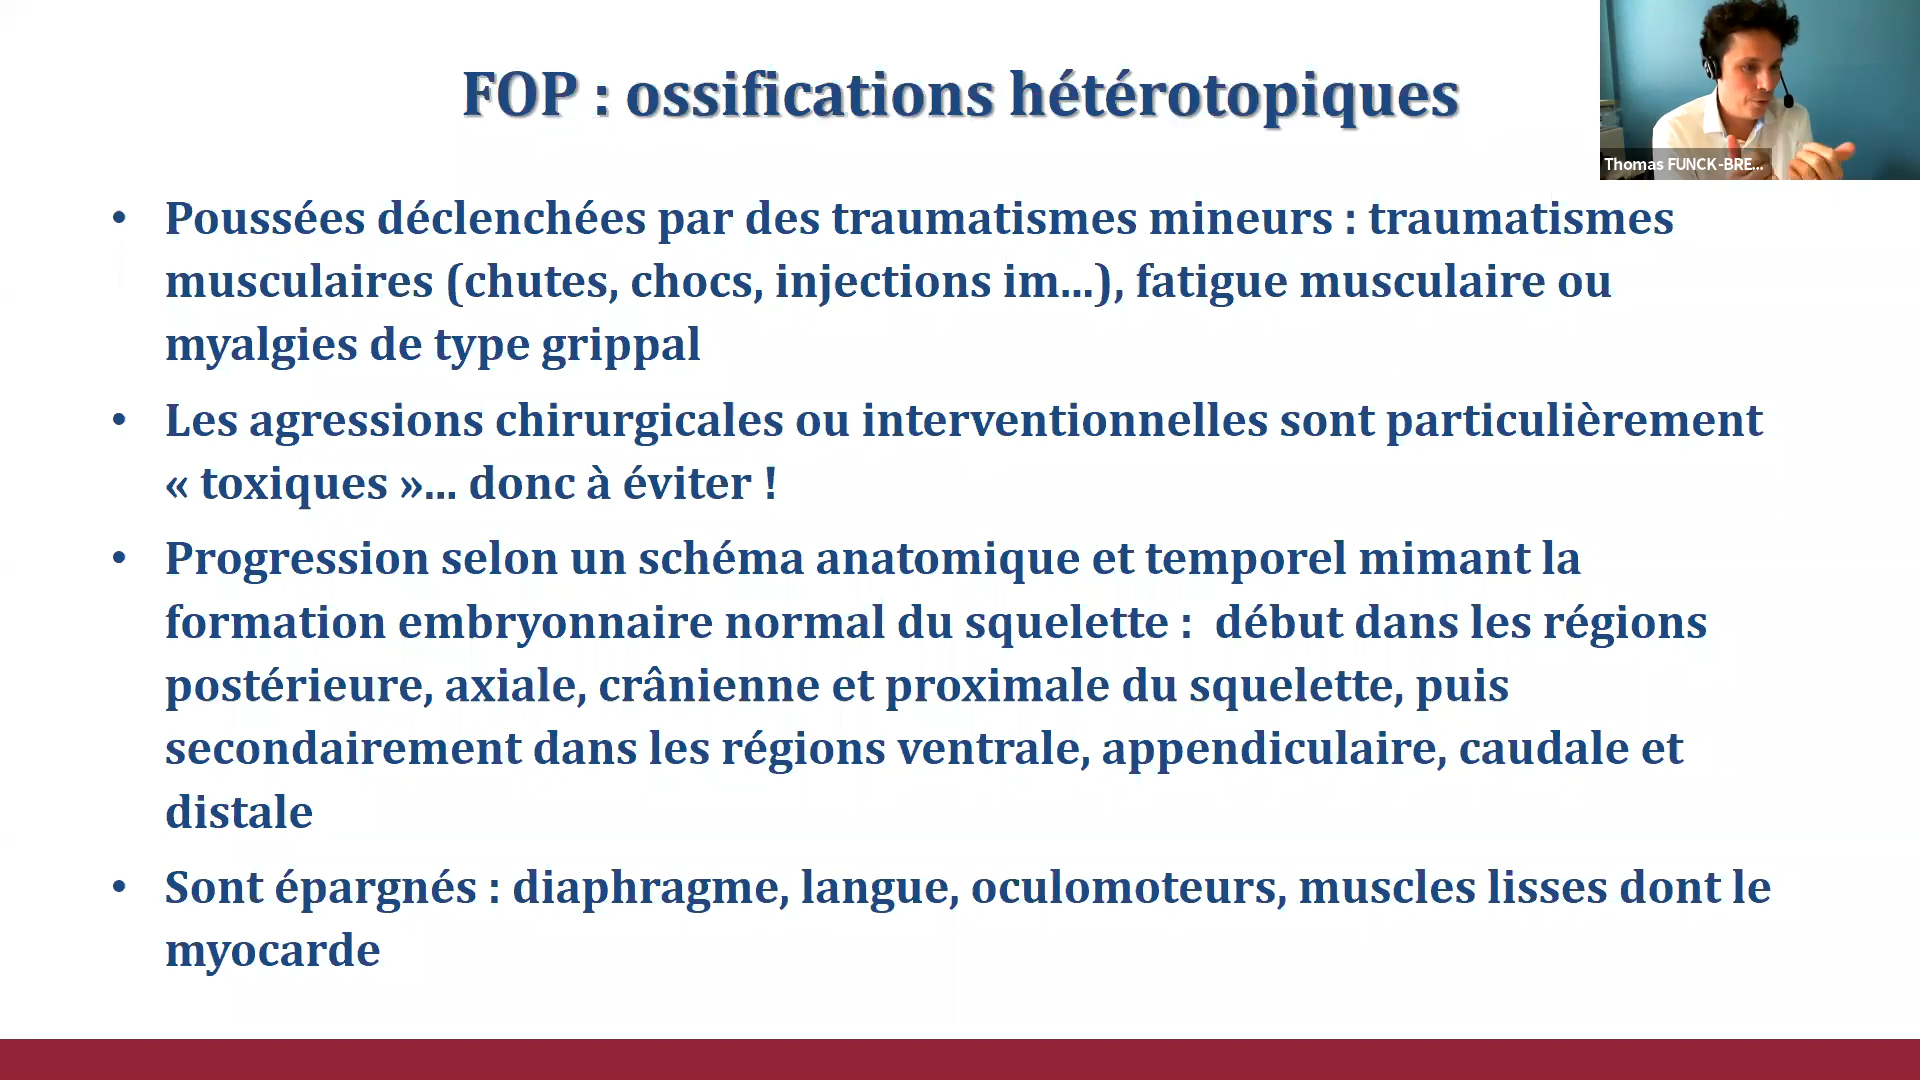 FOP : ossifications hétérotopiques
Thomas FUNCK-BRE...
• Poussées déclenchées par des traumatismes mineurs : traumatismes
musculaires (chutes, chocs, injections im...), fatigue musculaire ou
myalgies de type grippal
• Les agressions chirurgicales ou interventionnelles sont particulièrement
« toxiques »... donc à éviter !
• Progression selon un schéma anatomique et temporel mimant la
formation embryonnaire normal du squelette : début dans les régions
postérieure, axiale, crânienne et proximale du squelette, puis
secondairement dans les régions ventrale, appendiculaire, caudale et
distale
• Sont épargnés : diaphragme, langue, oculomoteurs, muscles lisses dont le
myocarde